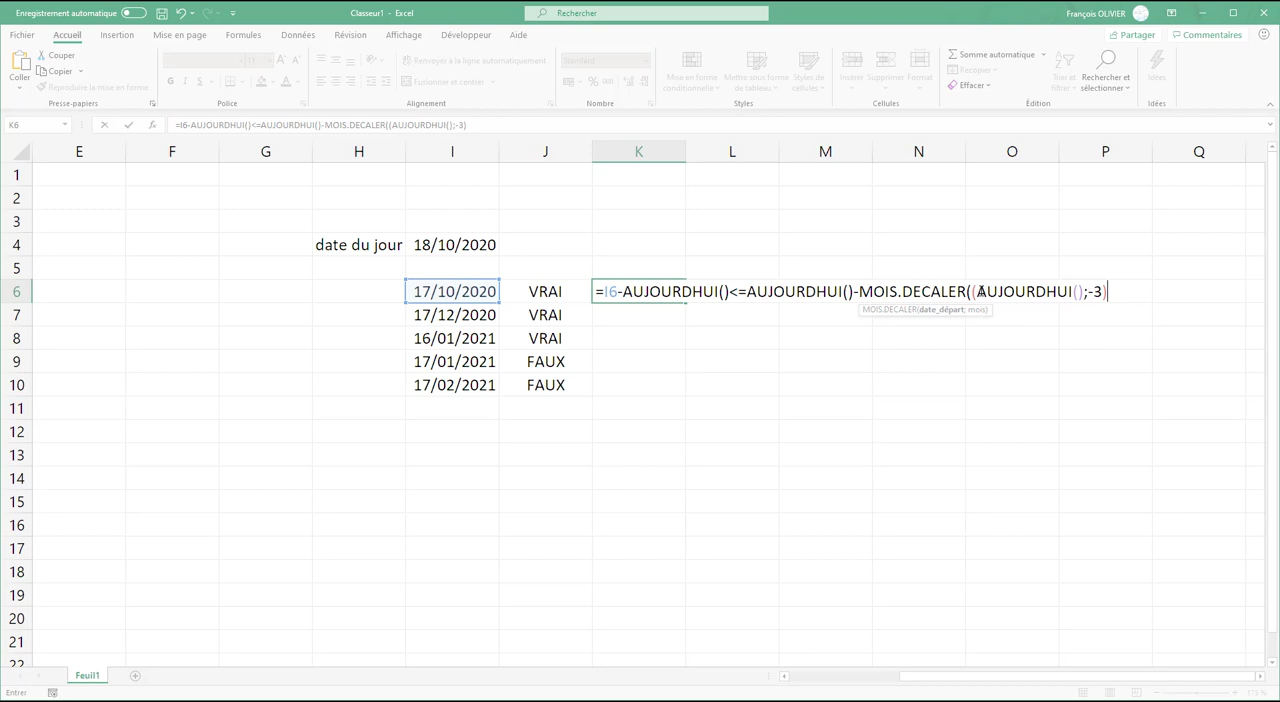 Enregistrement automatique
Classeur1 - Excel
Rechercher
François OLIVIER
Fichier Accueil Insertion Mise en page Formules Données Révision Affichage Développeur Aide
Partager Commentaires
Coller
Couper
Copier
Reproduire la mise en forme
Presse-papiers
G I S
A A
Police
Renvoyer à la ligne automatiquement
Fusionner et centrer
Alignement
Standard
% 000
Nombre
Mise en forme conditionnelle
Mettre sous forme de tableau
Styles de cellules
Styles
Insérer Supprimer Format
Cellules
Somme automatique
Recopier
Effacer
Trier et filtrer
Rechercher et sélectionner
Édition
Idées
Idées
K6
fx
=I6-AUJOURDHUI()<=AUJOURDHUI()-MOIS.DECALER((AUJOURDHUI();-3)
E F G H I J K L M N O P Q
1
2
3
4 date du jour 18/10/2020
5
6 17/10/2020 VRAI =I6-AUJOURDHUI()<=AUJOURDHUI()-MOIS.DECALER((AUJOURDHUI();-3)
MOIS.DECALER(date_départ; mois)
7 17/12/2020 VRAI
8 16/01/2021 VRAI
9 17/01/2021 FAUX
10 17/02/2021 FAUX
11
12
13
14
15
16
17
18
19
20
21
22
Feuil1
Entrer
175 %